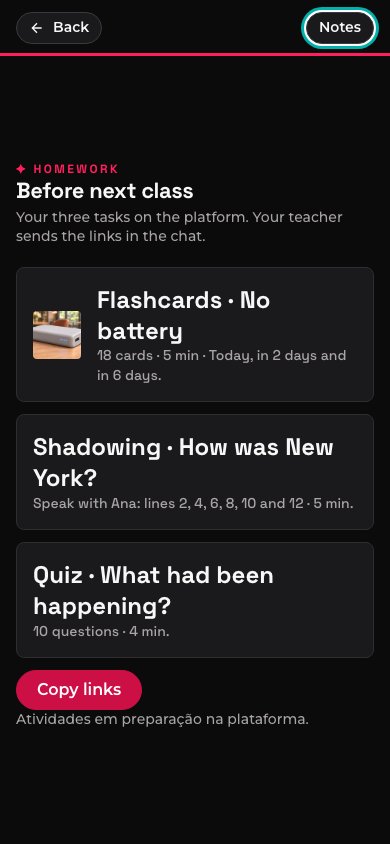 ← Back
Notes
✦ HOMEWORK
Before next class
Your three tasks on the platform. Your teacher
sends the links in the chat.
Flashcards · No
battery
18 cards · 5 min · Today, in 2 days and
in 6 days.
Shadowing · How was New
York?
Speak with Ana: lines 2, 4, 6, 8, 10 and 12 · 5 min.
Quiz · What had been
happening?
10 questions · 4 min.
Copy links
Atividades em preparação na plataforma.